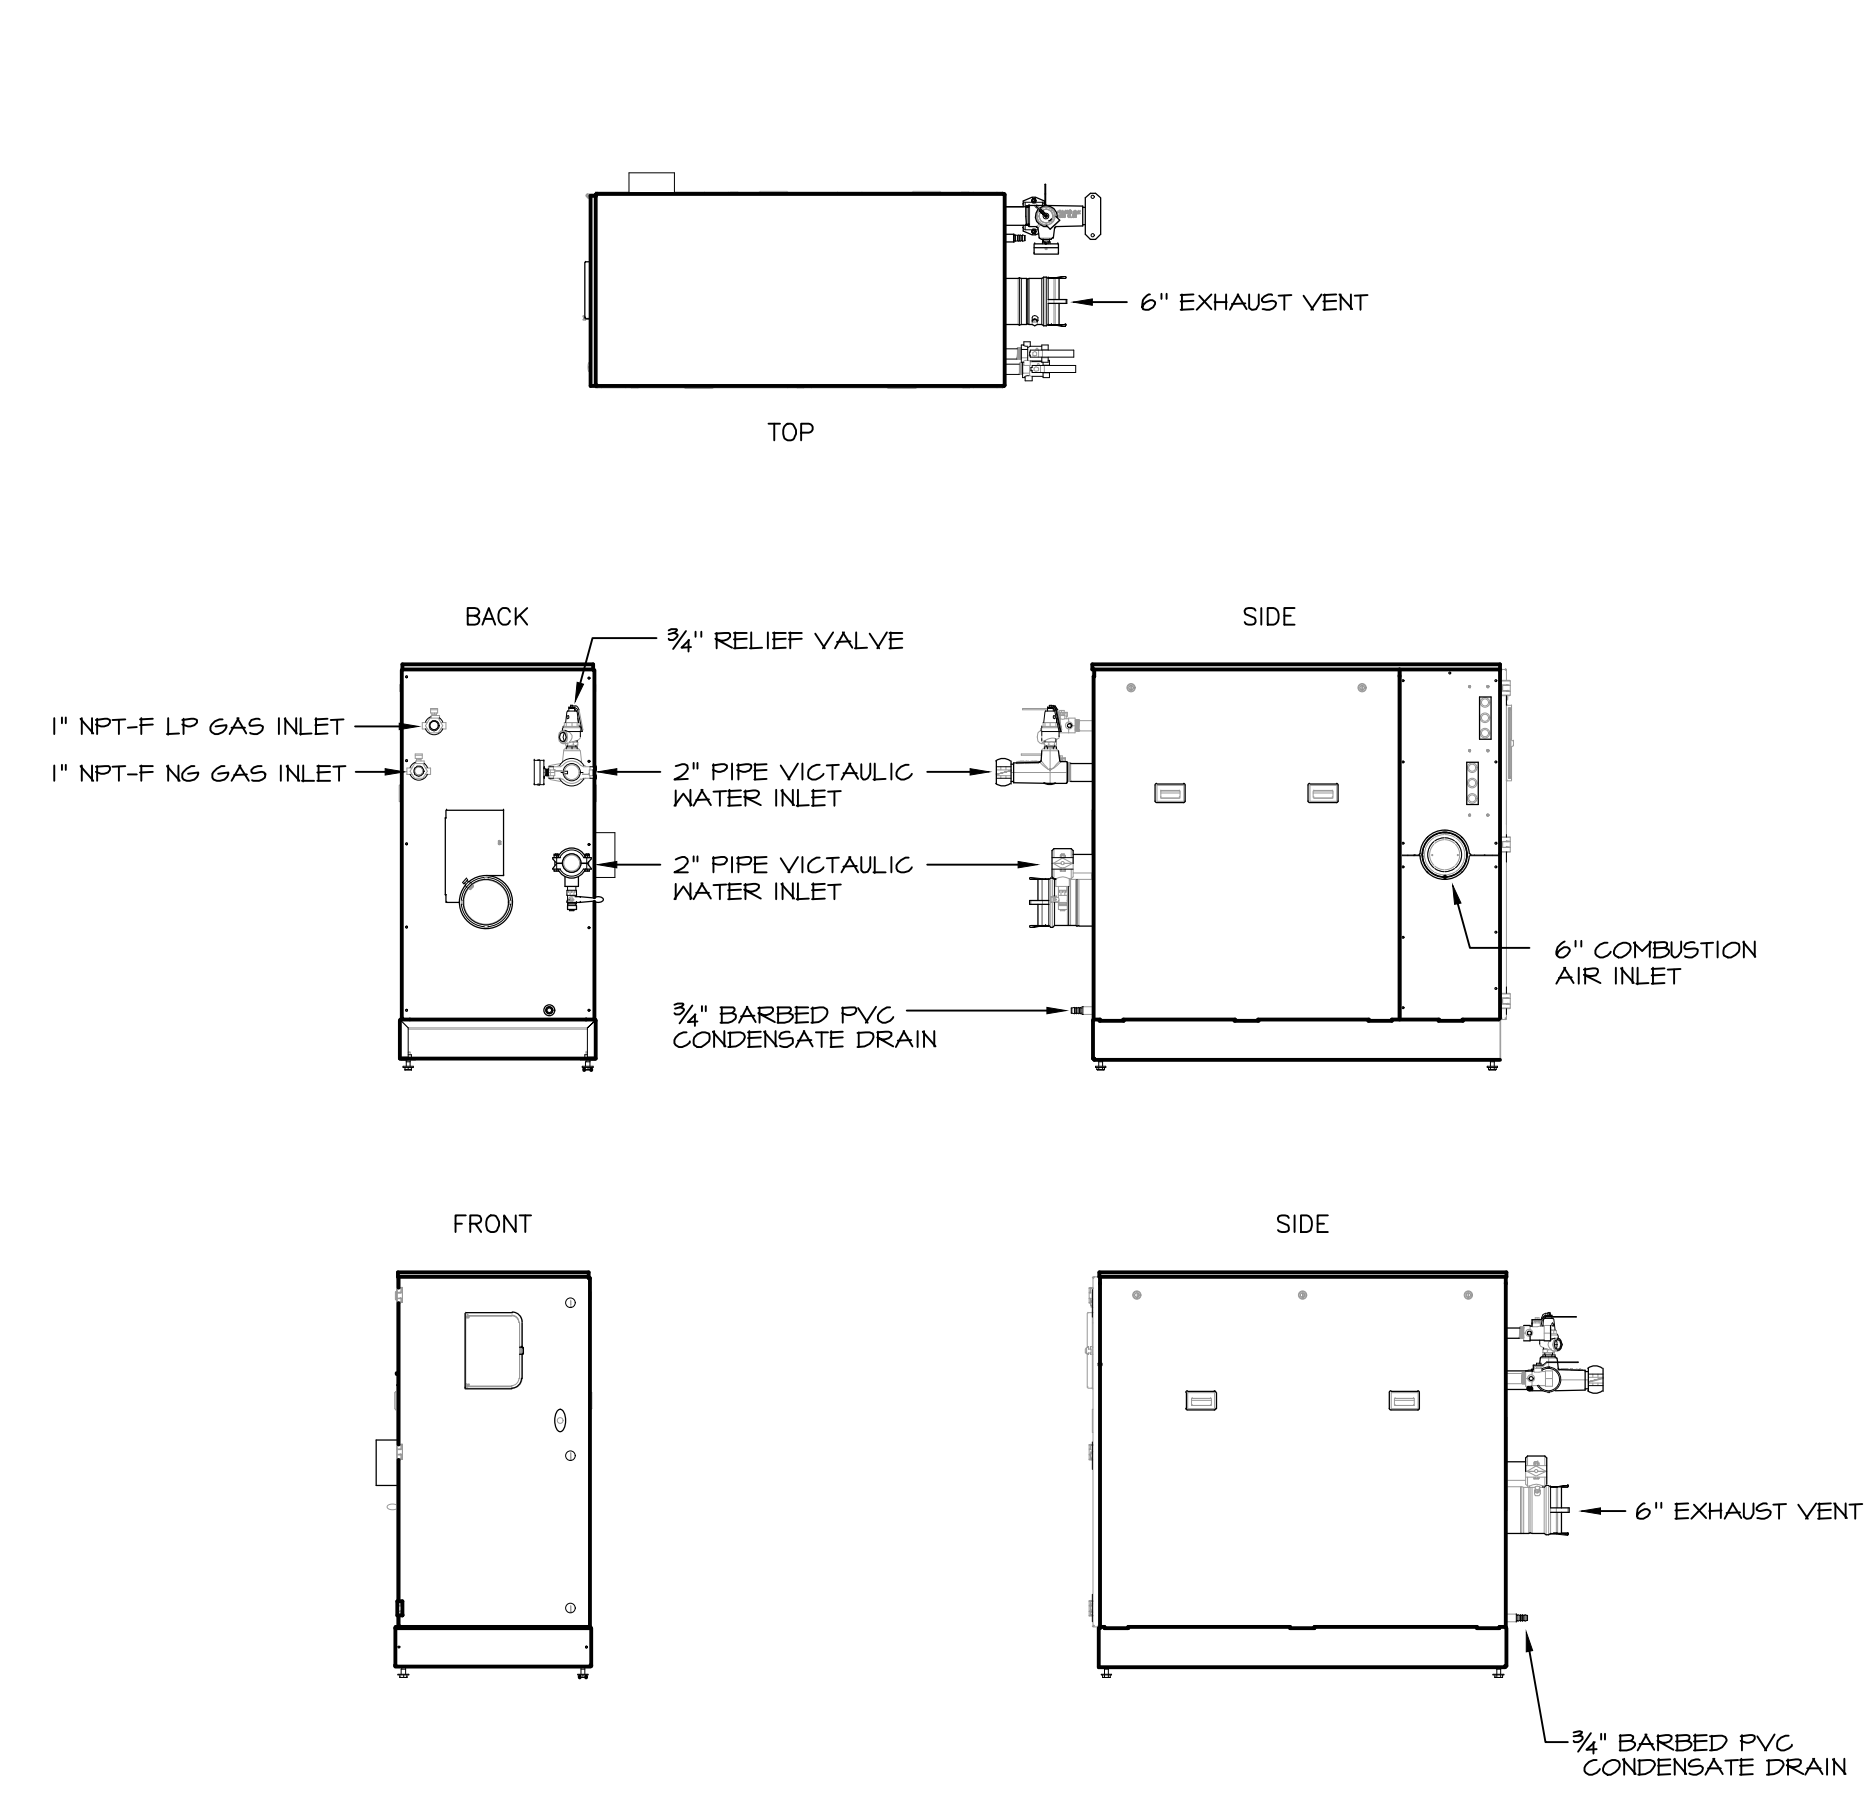 6" EXHAUST VENT
TOP
BACK
SIDE
3/4" RELIEF VALVE
1" NPT-F LP GAS INLET
1" NPT-F NG GAS INLET
2" PIPE VICTAULIC
WATER INLET
2" PIPE VICTAULIC
WATER INLET
6" COMBUSTION
AIR INLET
3/4" BARBED PVC
CONDENSATE DRAIN
FRONT
SIDE
6" EXHAUST VENT
3/4" BARBED PVC
CONDENSATE DRAIN